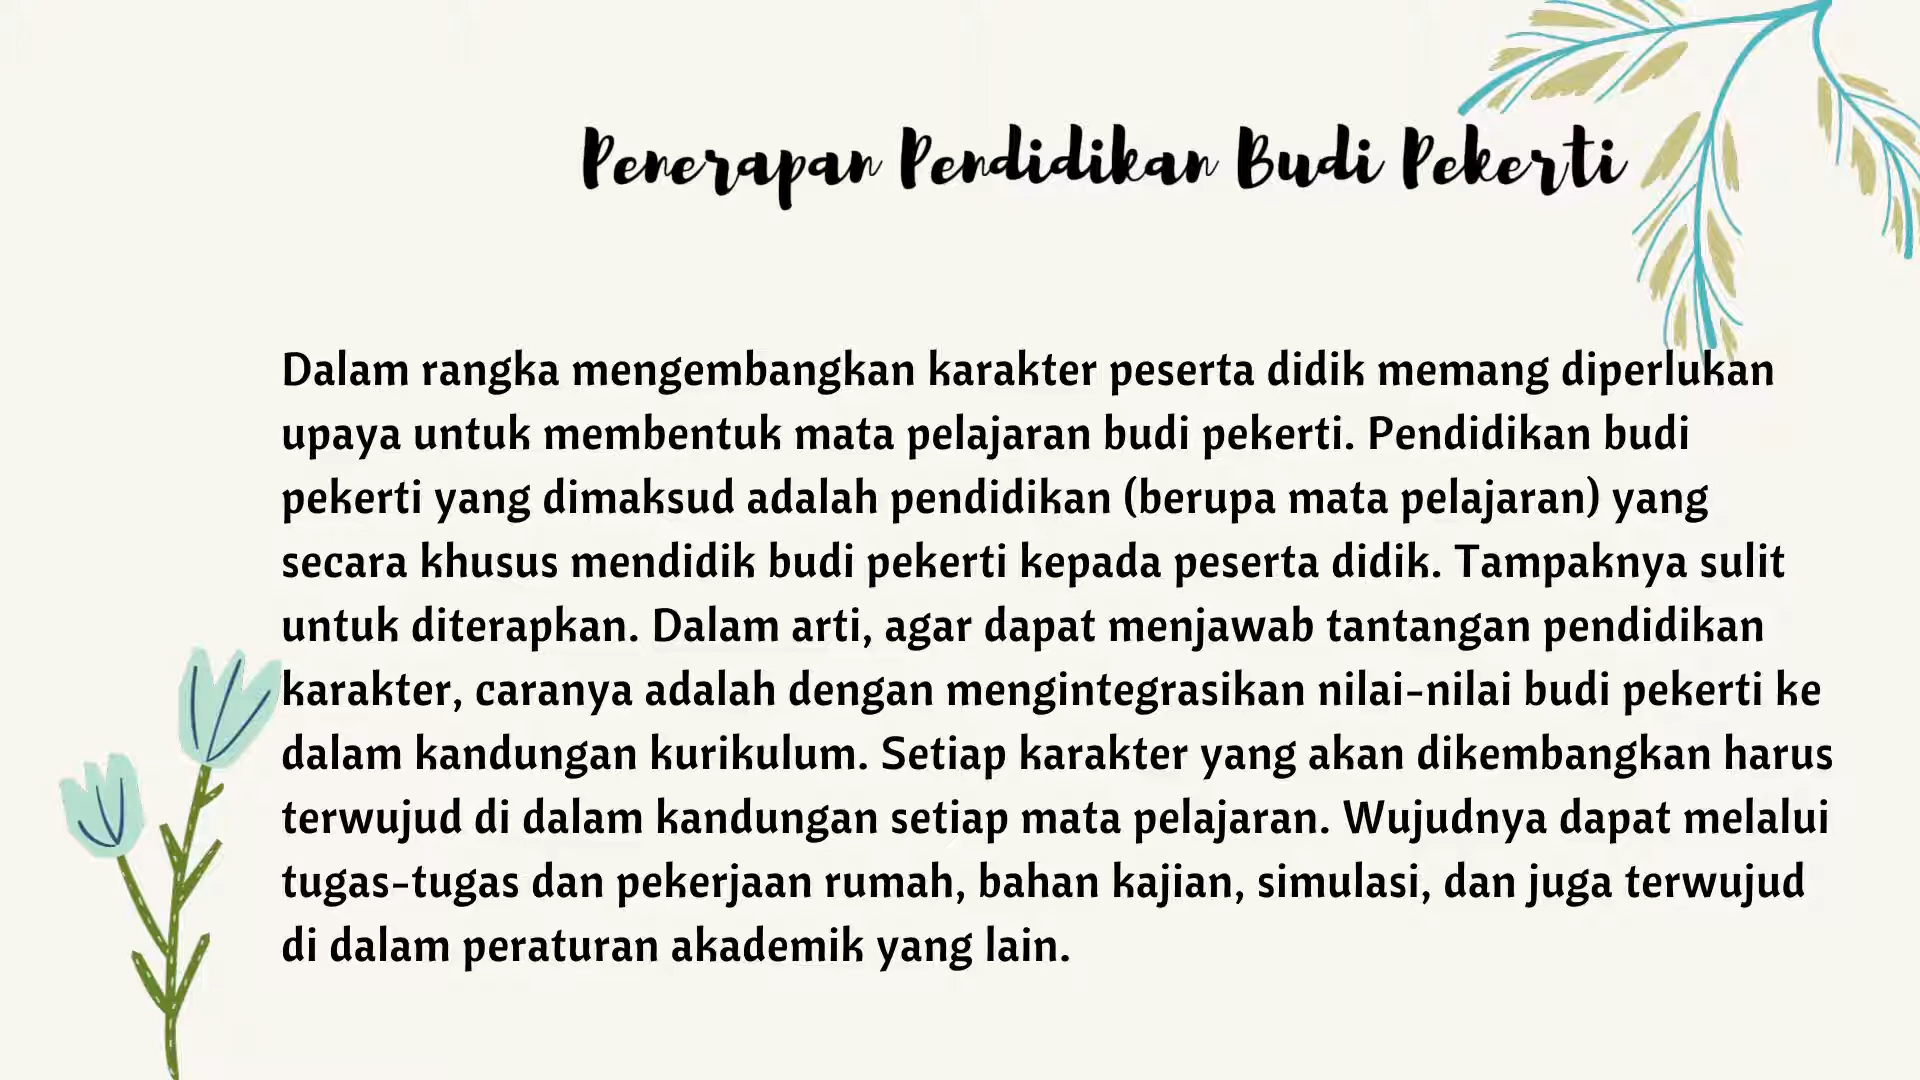 Penerapan Pendidikan Budi Pekerti
Dalam rangka mengembangkan karakter peserta didik memang diperlukan
upaya untuk membentuk mata pelajaran budi pekerti. Pendidikan budi
pekerti yang dimaksud adalah pendidikan (berupa mata pelajaran) yang
secara khusus mendidik budi pekerti kepada peserta didik. Tampaknya sulit
untuk diterapkan. Dalam arti, agar dapat menjawab tantangan pendidikan
karakter, caranya adalah dengan mengintegrasikan nilai-nilai budi pekerti ke
dalam kandungan kurikulum. Setiap karakter yang akan dikembangkan harus
terwujud di dalam kandungan setiap mata pelajaran. Wujudnya dapat melalui
tugas-tugas dan pekerjaan rumah, bahan kajian, simulasi, dan juga terwujud
di dalam peraturan akademik yang lain.